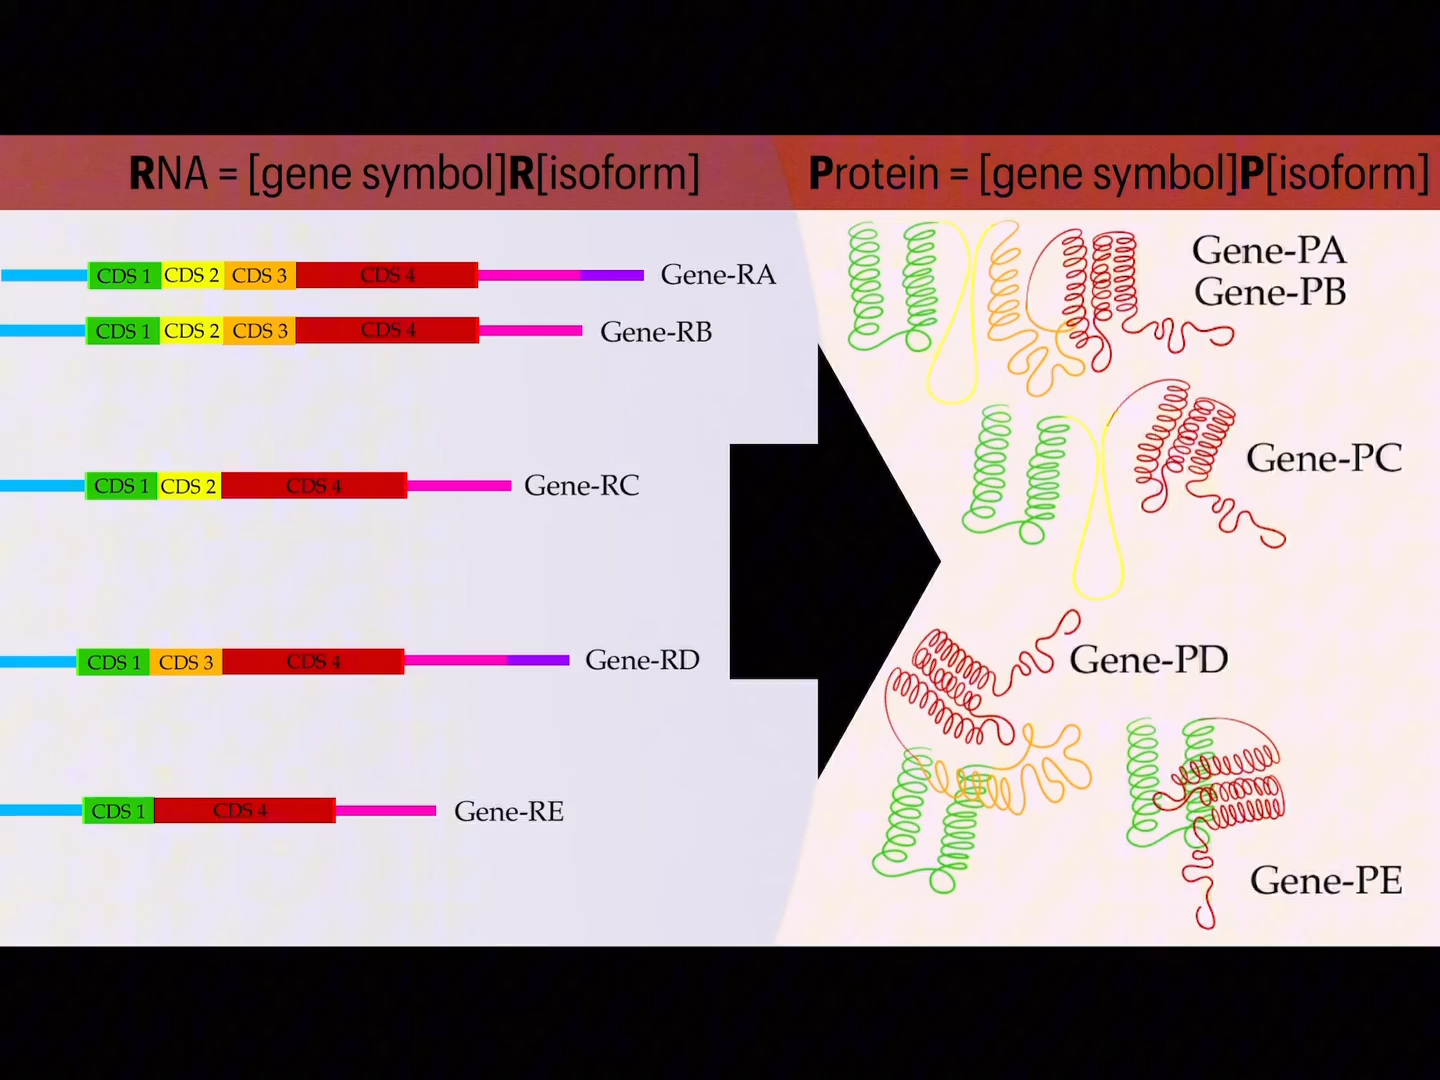 RNA = [gene symbol]R[isoform]
CDS 1 CDS 2 CDS 3 CDS 4 Gene-RA
CDS 1 CDS 2 CDS 3 CDS 4 Gene-RB
CDS 1 CDS 2 CDS 4 Gene-RC
CDS 1 CDS 3 CDS 4 Gene-RD
CDS 1 CDS 4 Gene-RE
Protein = [gene symbol]P[isoform]
Gene-PA
Gene-PB
Gene-PC
Gene-PD
Gene-PE